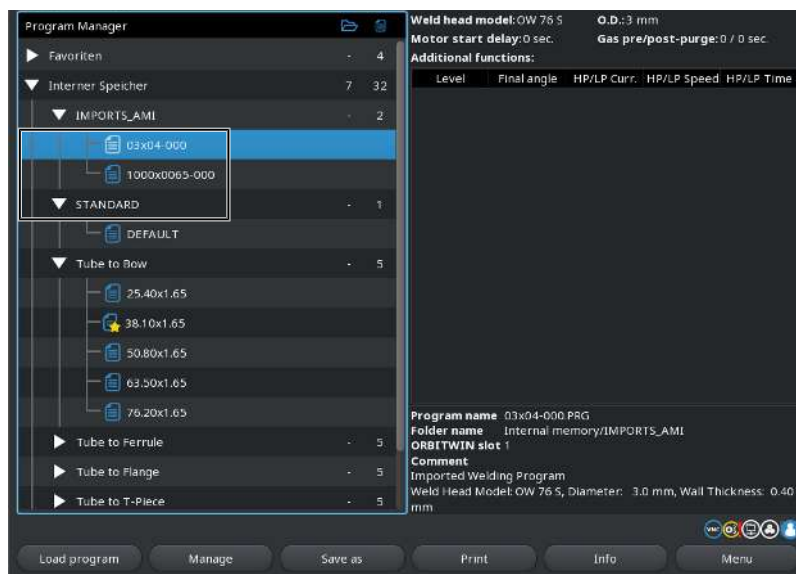 Program Manager
Favoriten - 4
Interner Speicher 7 32
IMPORTS_AMI - 2
03x04-000
1000x0065-000
STANDARD - 1
DEFAULT
Tube to Bow - 5
25.40x1.65
38.10x1.65
50.80x1.65
63.50x1.65
76.20x1.65
Tube to Ferrule - 5
Tube to Flange - 5
Tube to T-Piece - 5
Weld head model: OW 76 S O.D.: 3 mm
Motor start delay: 0 sec. Gas pre/post-purge: 0 / 0 sec.
Additional functions:
Level Final angle HP/LP Curr. HP/LP Speed HP/LP Time
Program name 03x04-000.PRG
Folder name Internal memory/IMPORTS_AMI
ORBITWIN slot 1
Comment
Imported Welding Program
Weld Head Model: OW 76 S, Diameter: 3.0 mm, Wall Thickness: 0.40
mm
VNC
Load program Manage Save as Print Info Menu